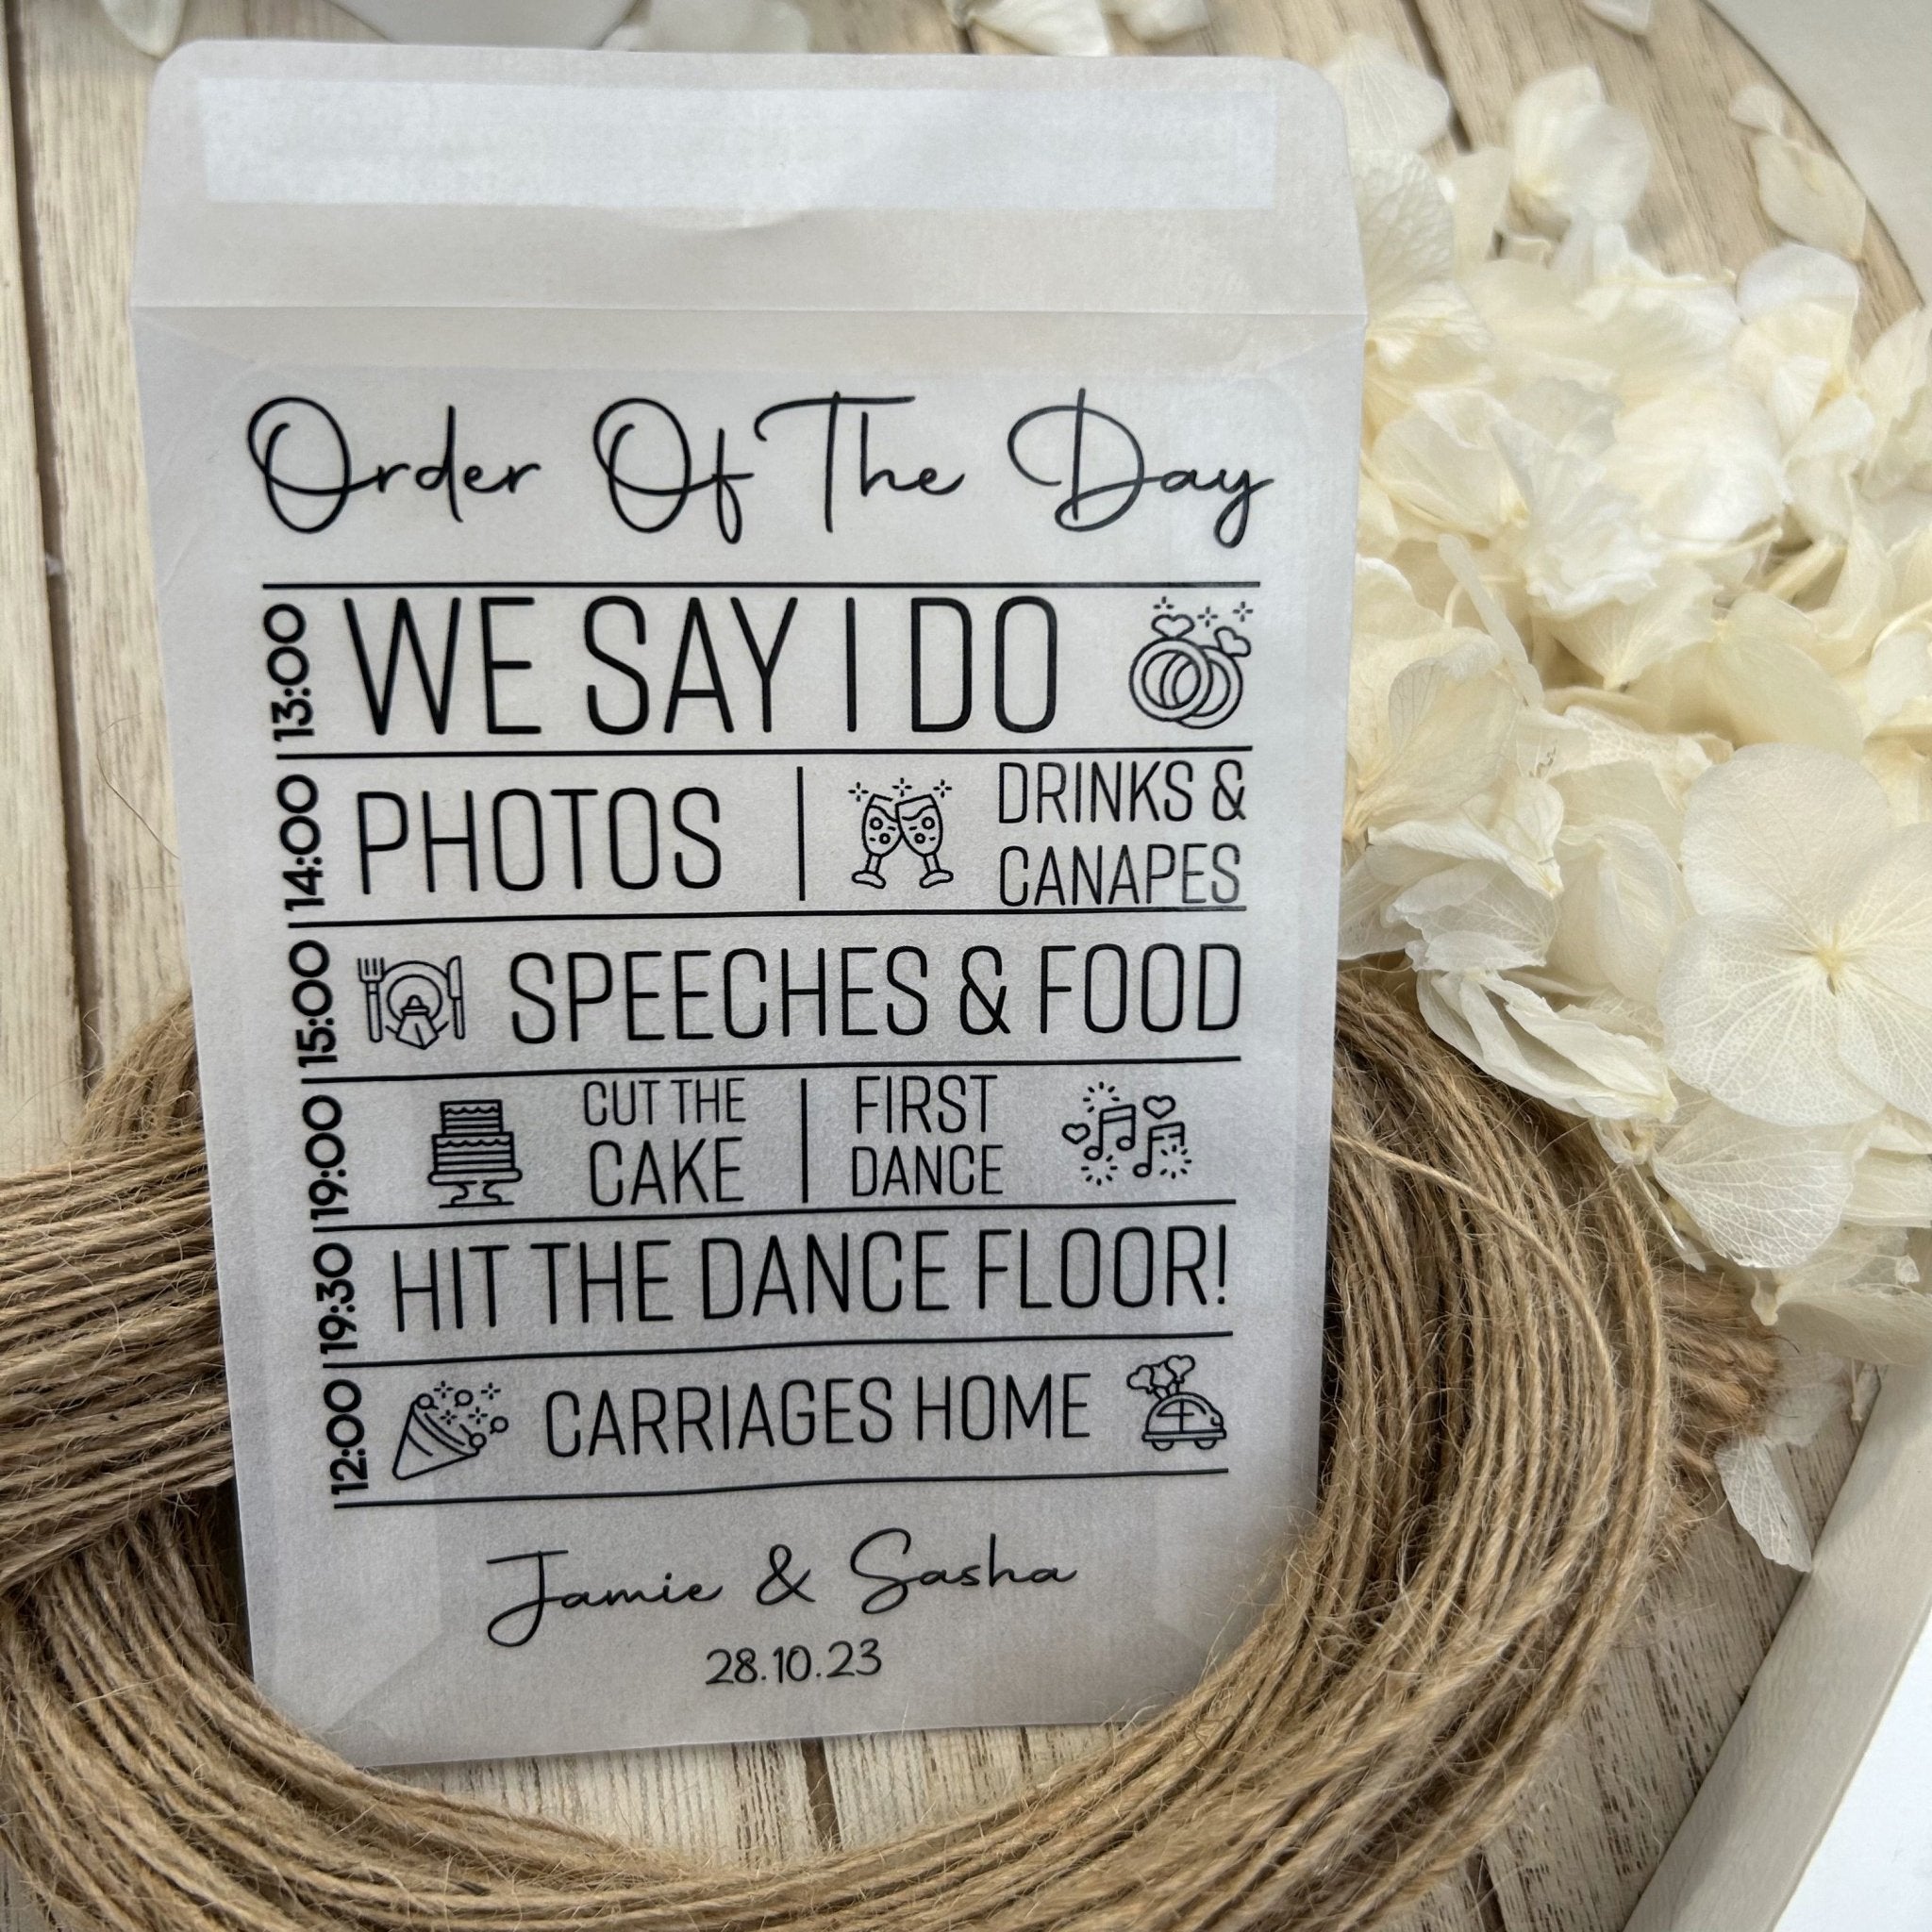 Order Of The Day
13:00 WE SAY I DO
14:00 PHOTOS DRINKS &
CANAPES
15:00 SPEECHES & FOOD
19:00 CUT THE FIRST
CAKE DANCE
19:30 HIT THE DANCE FLOOR!
12:00 CARRIAGES HOME
Jamie & Sasha
28.10.23